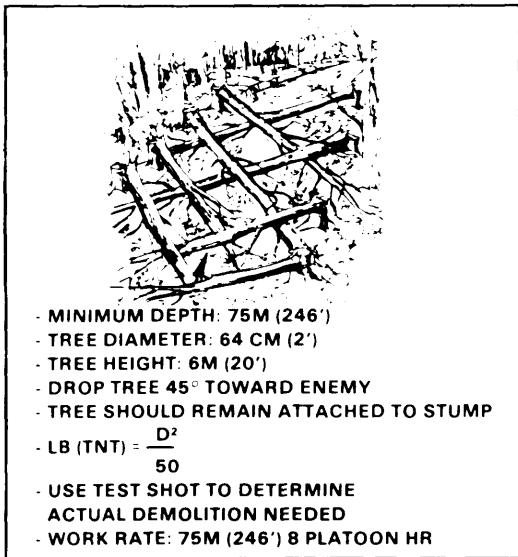 - MINIMUM DEPTH: 75M (246')
- TREE DIAMETER: 64 CM (2')
- TREE HEIGHT: 6M (20')
- DROP TREE 45° TOWARD ENEMY
- TREE SHOULD REMAIN ATTACHED TO STUMP
- LB (TNT) = D²
50
- USE TEST SHOT TO DETERMINE
ACTUAL DEMOLITION NEEDED
- WORK RATE: 75M (246') 8 PLATOON HR